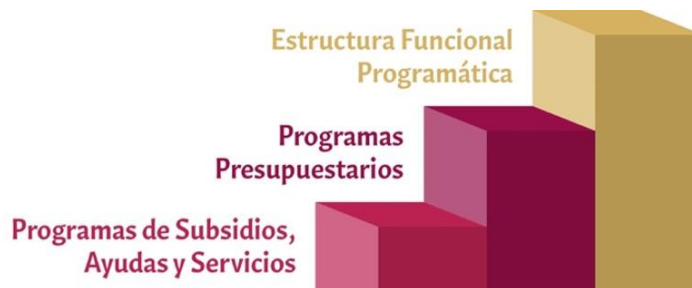 Estructura Funcional
Programática
Programas
Presupuestarios
Programas de Subsidios,
Ayudas y Servicios